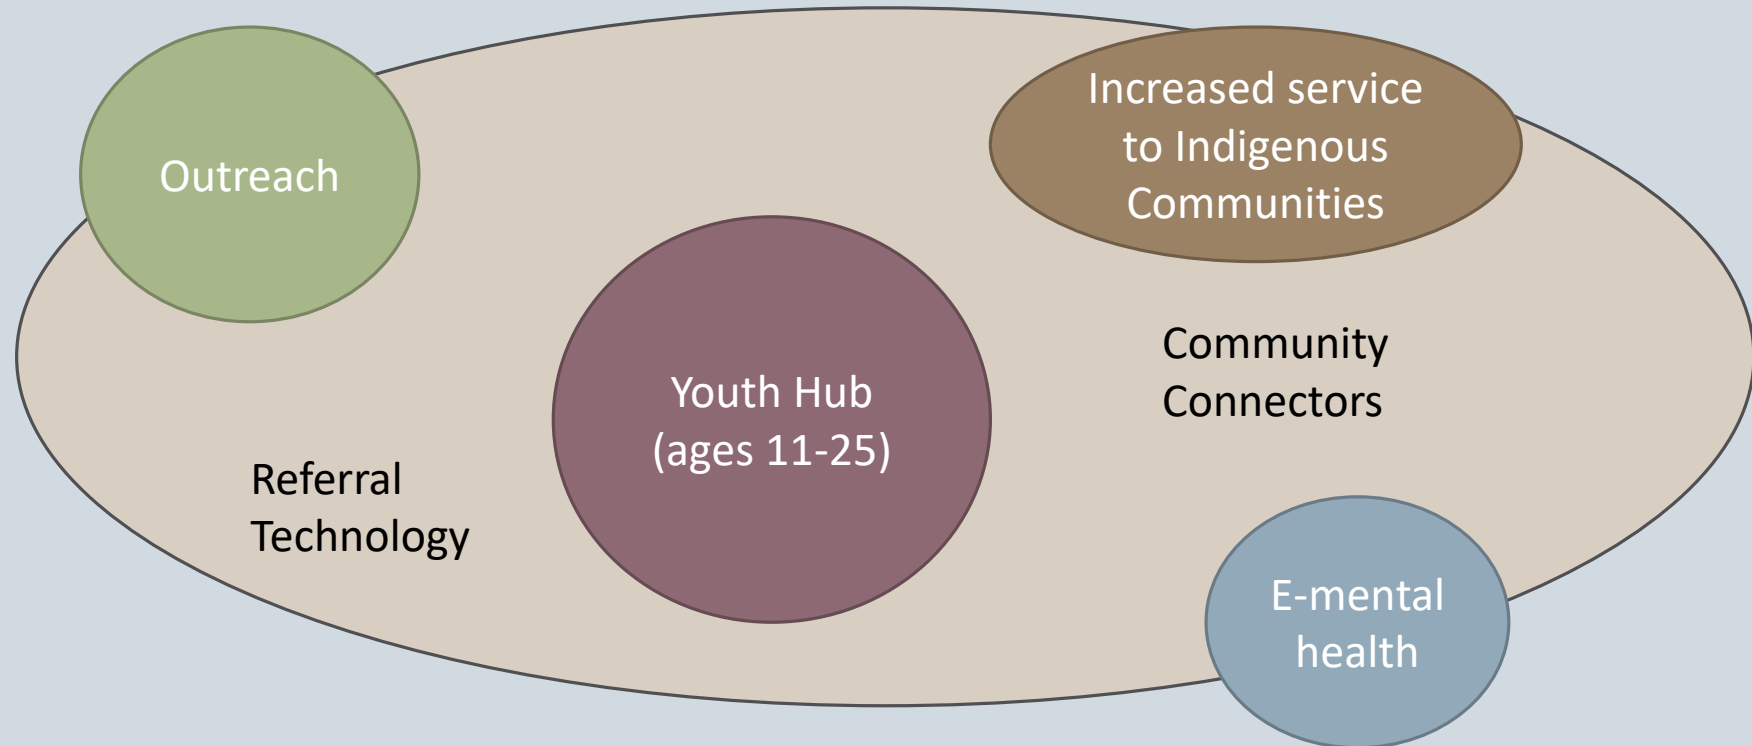 Outreach
Increased service
to Indigenous
Communities
Youth Hub
(ages 11-25)
Community
Connectors
Referral
Technology
E-mental
health